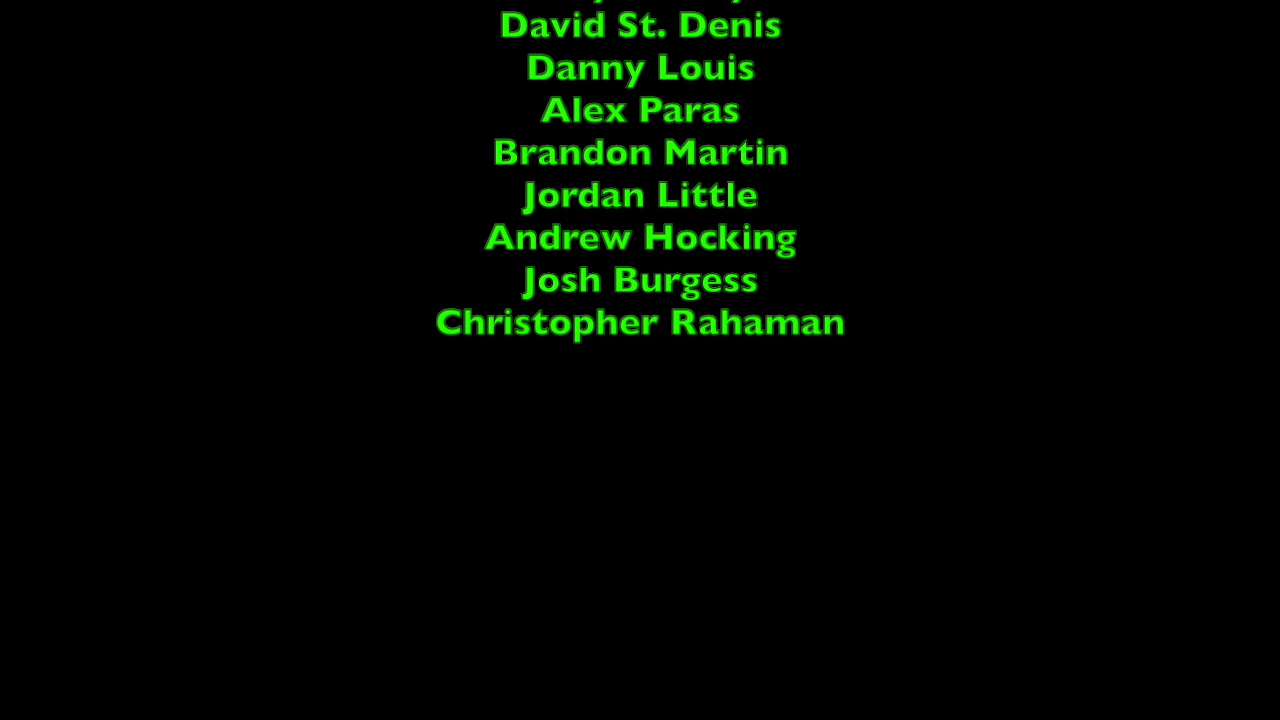 David St. Denis
Danny Louis
Alex Paras
Brandon Martin
Jordan Little
Andrew Hocking
Josh Burgess
Christopher Rahaman